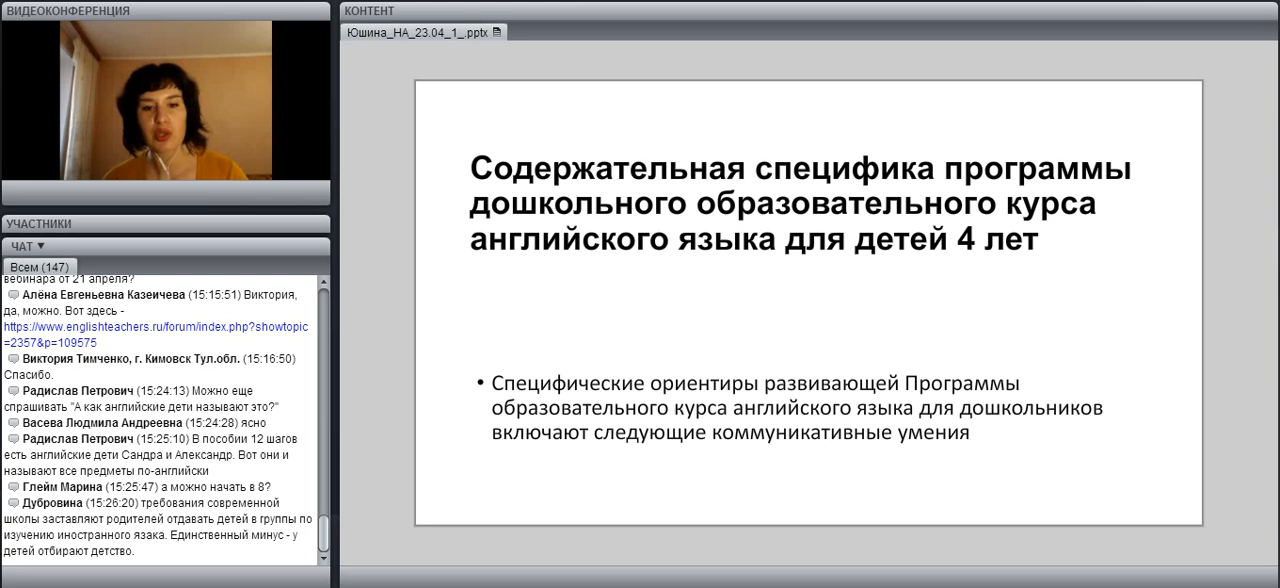 ВИДЕОКОНФЕРЕНЦИЯ
УЧАСТНИКИ
ЧАТ ▼
Всем (147)
вебинара от 21 апреля?
Алёна Евгеньевна Казеичева (15:15:51) Виктория,
да, можно. Вот здесь -
https://www.englishteachers.ru/forum/index.php?showtopic
=2357&p=109575
Виктория Тимченко, г. Кимовск Тул.обл. (15:16:50)
Спасибо.
Радислав Петрович (15:24:13) Можно еще
спрашивать "А как английские дети называют это?"
Васева Людмила Андреевна (15:24:28) ясно
Радислав Петрович (15:25:10) В пособии 12 шагов
есть английские дети Сандра и Александр. Вот они и
называют все предметы по-английски
Глейм Марина (15:25:47) а можно начать в 8?
Дубровина (15:26:20) требования современной
школы заставляют родителей отдавать детей в группы по
изучению иностранного язака. Единственный минус - у
детей отбирают детство.
КОНТЕНТ
Юшина_НА_23.04_1_.pptx
Содержательная специфика программы
дошкольного образовательного курса
английского языка для детей 4 лет
• Специфические ориентиры развивающей Программы
образовательного курса английского языка для дошкольников
включают следующие коммуникативные умения